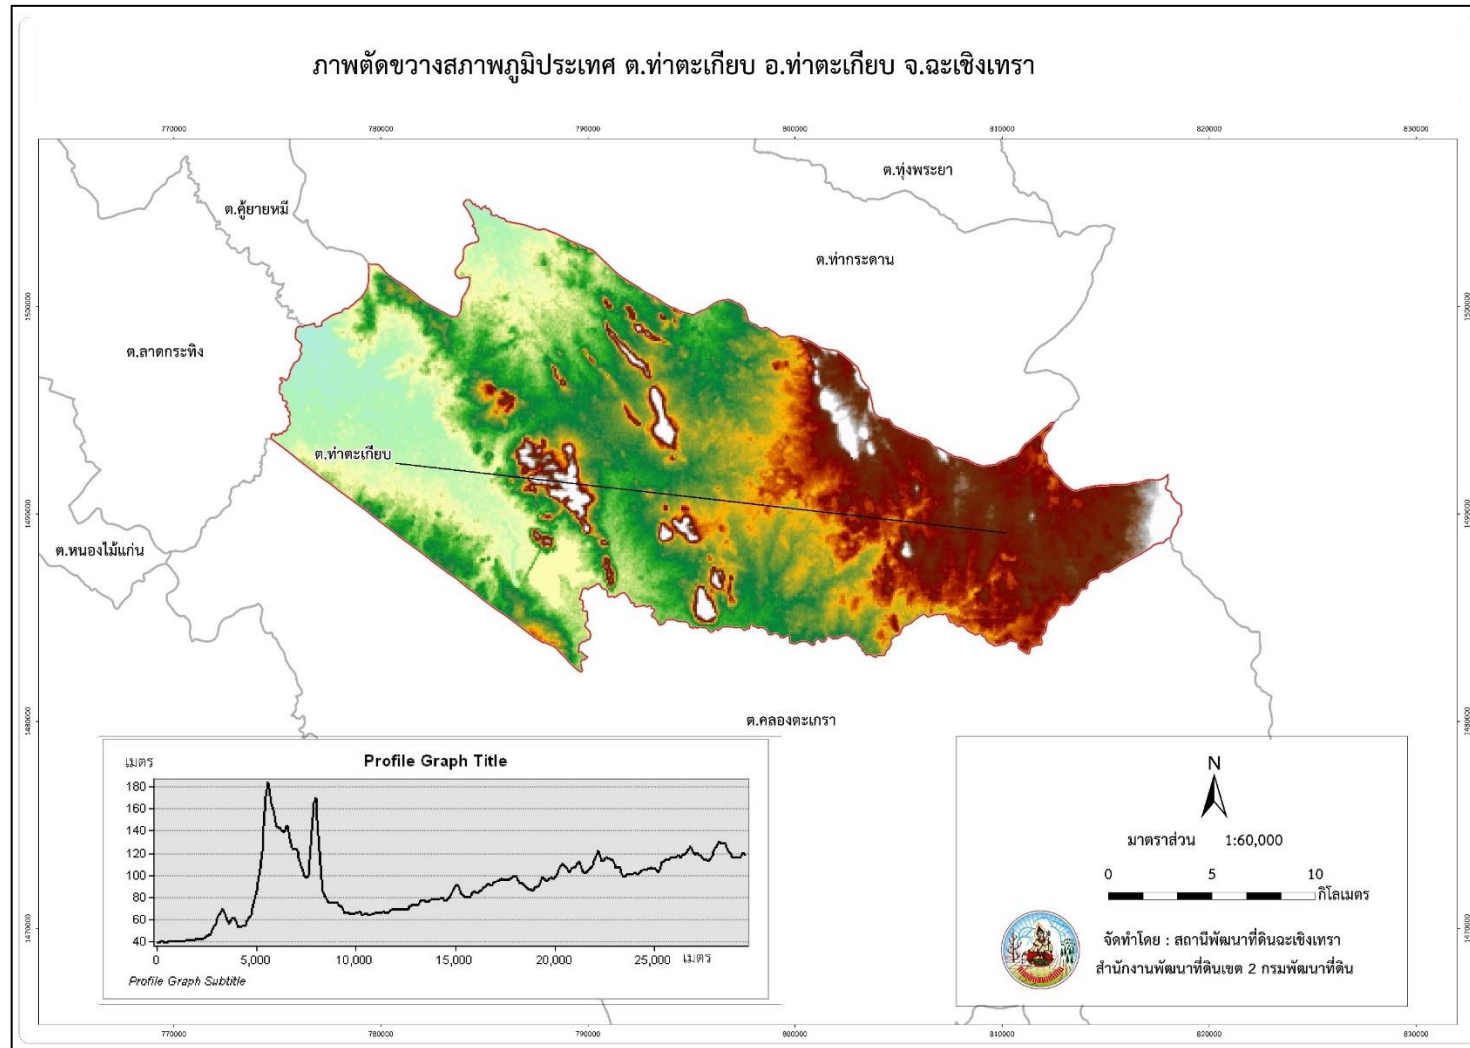 ภาพตัดขวางสภาพภูมิประเทศ ต.ท่าตะเกียบ อ.ท่าตะเกียบ จ.ฉะเชิงเทรา
770000 780000 790000 800000 810000 820000 830000
ต.ทุ่งพระยา
ต.คู้ยายหมี
ต.ท่ากระดาน
1500000 1500000
ต.ลาดกระทิง
ต.ท่าตะเกียบ
1490000 1490000
ต.หนองไม้แก่น
ต.คลองตะเกรา
1480000 1480000
เมตร
Profile Graph Title
180
160
140
120
100
80
60
40
0 5,000 10,000 15,000 20,000 25,000 เมตร
Profile Graph Subtitle
N
มาตราส่วน 1:60,000
0 5 10
กิโลเมตร
จัดทำโดย : สถานีพัฒนาที่ดินฉะเชิงเทรา
สำนักงานพัฒนาที่ดินเขต 2 กรมพัฒนาที่ดิน
1470000 1470000
770000 780000 790000 800000 810000 820000 830000